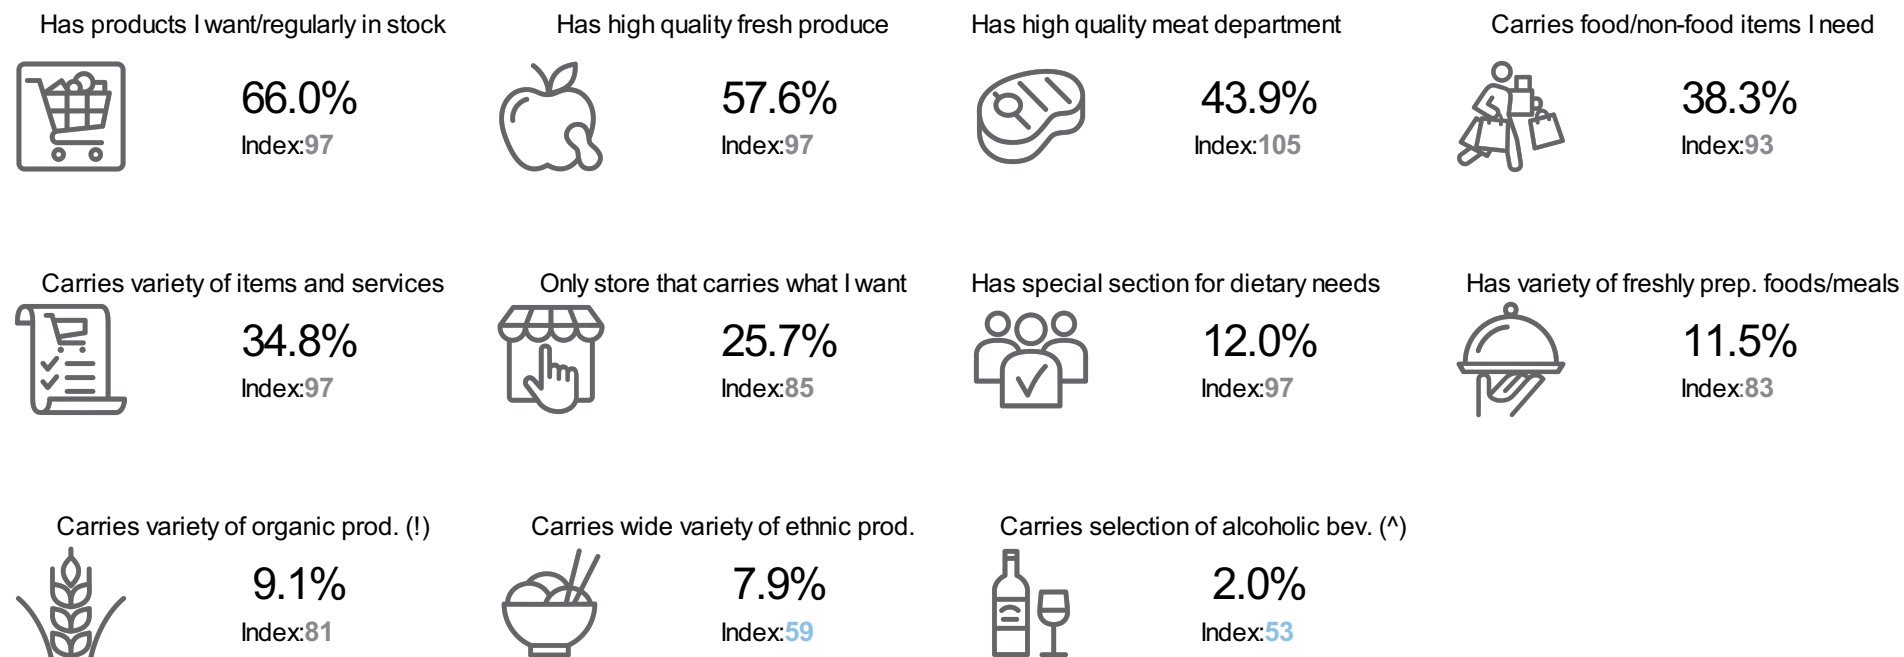 Has products I want/regularly in stock
66.0%
Index:97
Has high quality fresh produce
57.6%
Index:97
Has high quality meat department
43.9%
Index:105
Carries food/non-food items I need
38.3%
Index:93
Carries variety of items and services
34.8%
Index:97
Only store that carries what I want
25.7%
Index:85
Has special section for dietary needs
12.0%
Index:97
Has variety of freshly prep. foods/meals
11.5%
Index:83
Carries variety of organic prod. (!)
9.1%
Index:81
Carries wide variety of ethnic prod.
7.9%
Index:59
Carries selection of alcoholic bev. (^)
2.0%
Index:53